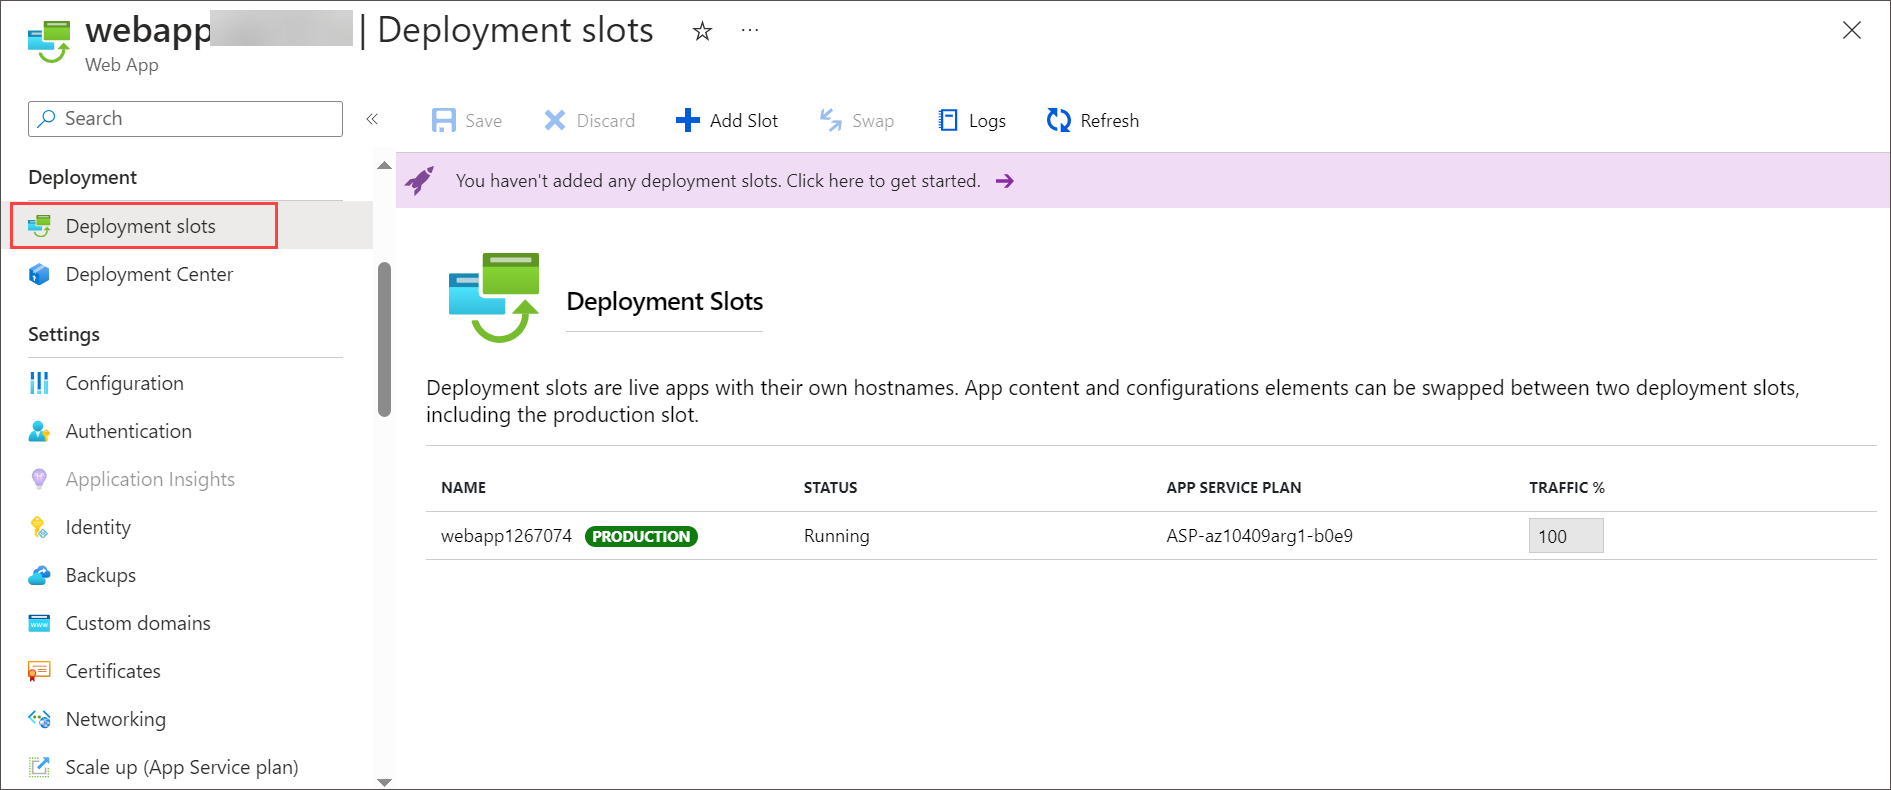 webapp | Deployment slots
Web App
Search
Save Discard Add Slot Swap Logs Refresh
You haven't added any deployment slots. Click here to get started.
Deployment
Deployment slots
Deployment Center
Settings
Configuration
Authentication
Application Insights
Identity
Backups
Custom domains
Certificates
Networking
Scale up (App Service plan)
Deployment Slots
Deployment slots are live apps with their own hostnames. App content and configurations elements can be swapped between two deployment slots,
including the production slot.
NAME STATUS APP SERVICE PLAN TRAFFIC %
webapp1267074 PRODUCTION Running ASP-az10409arg1-b0e9 100